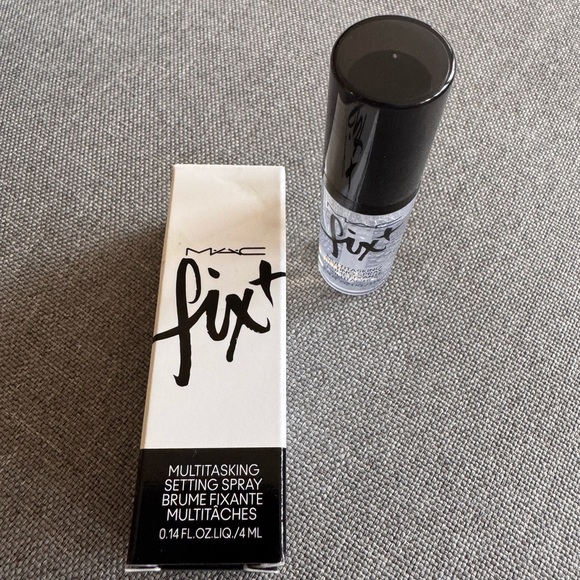 MAC
fix+
MULTITASKING
SETTING SPRAY
BRUME FIXANTE
MULTITÂCHES
0.14 FL.OZ.LIQ./4 ML
fix+